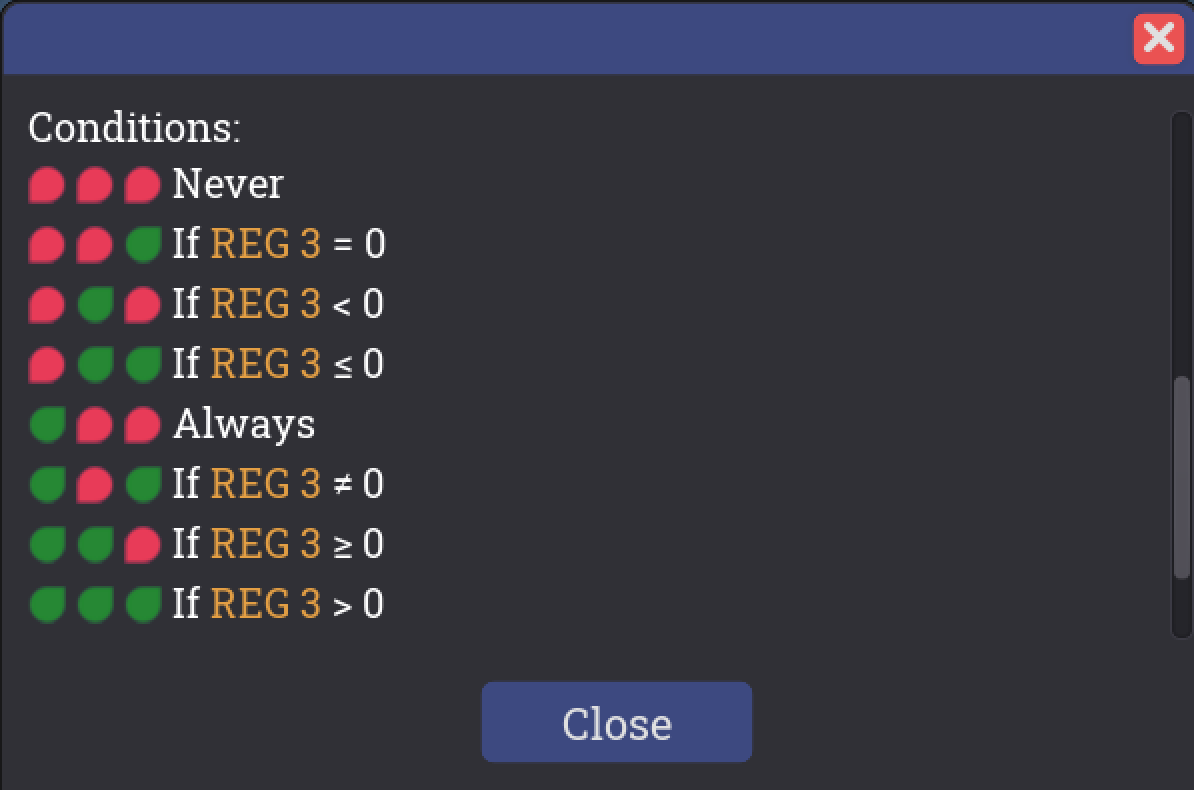 Conditions:
Never
If REG 3 = 0
If REG 3 < 0
If REG 3 ≤ 0
Always
If REG 3 ≠ 0
If REG 3 ≥ 0
If REG 3 > 0
Close